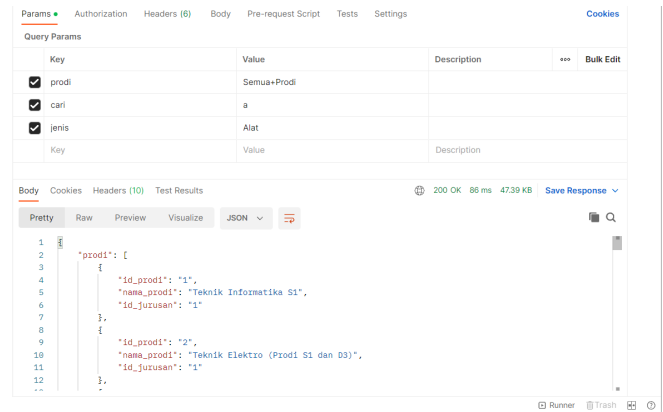 Params Authorization Headers (6) Body Pre-request Script Tests Settings Cookies
Query Params
Key Value Description ooo Bulk Edit
prodi Semua+Prodi
cari a
jenis Alat
Key Value Description
Body Cookies Headers (10) Test Results 200 OK 86 ms 47.39 KB Save Response
Pretty Raw Preview Visualize JSON
1 {
2 "prodi": [
3 {
4 "id_prodi": "1",
5 "nama_prodi": "Teknik Informatika S1",
6 "id_jurusan": "1"
7 },
8 {
9 "id_prodi": "2",
10 "nama_prodi": "Teknik Elektro (Prodi S1 dan D3)",
11 "id_jurusan": "1"
12 },
Runner Trash